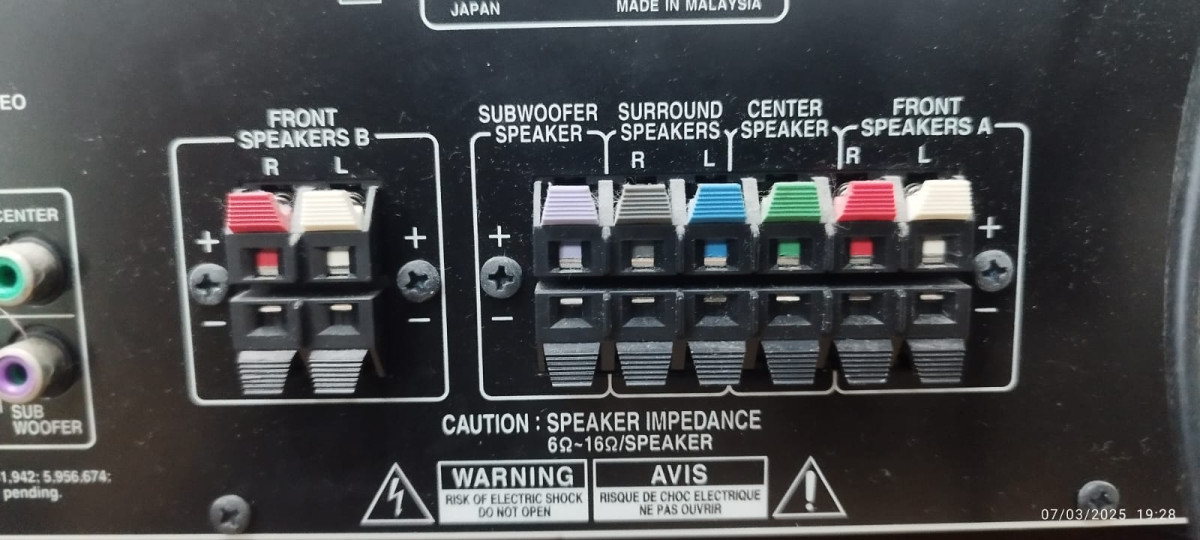 JAPAN
MADE IN MALAYSIA
EO
FRONT
SPEAKERS B
R L
+ +
− −
SUBWOOFER
SPEAKER
SURROUND
SPEAKERS
R L
CENTER
SPEAKER
FRONT
SPEAKERS A
R L
+ +
− −
CENTER
SUB
WOOFER
CAUTION : SPEAKER IMPEDANCE
6Ω~16Ω/SPEAKER
WARNING
RISK OF ELECTRIC SHOCK
DO NOT OPEN
AVIS
RISQUE DE CHOC ELECTRIQUE
NE PAS OUVRIR
!
1,942: 5,956,674:
pending.
07/03/2025 19:28